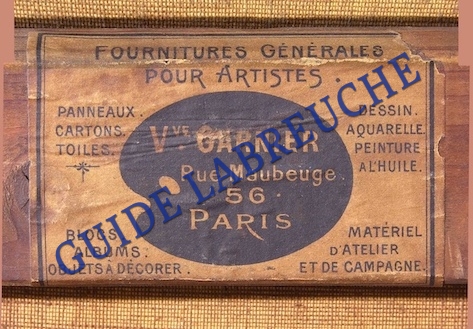 FOURNITURES GÉNÉRALES
POUR ARTISTES.
PANNEAUX.
CARTONS.
TOILES.
DESSIN.
AQUARELLE.
PEINTURE
A L'HUILE.
Vve GARNIER
Rue Maubeuge.
56
PARIS
BLOCS.
ALBUMS.
OBJETS À DÉCORER.
MATÉRIEL
D'ATELIER
ET DE CAMPAGNE.
GUIDE LABREUCHE